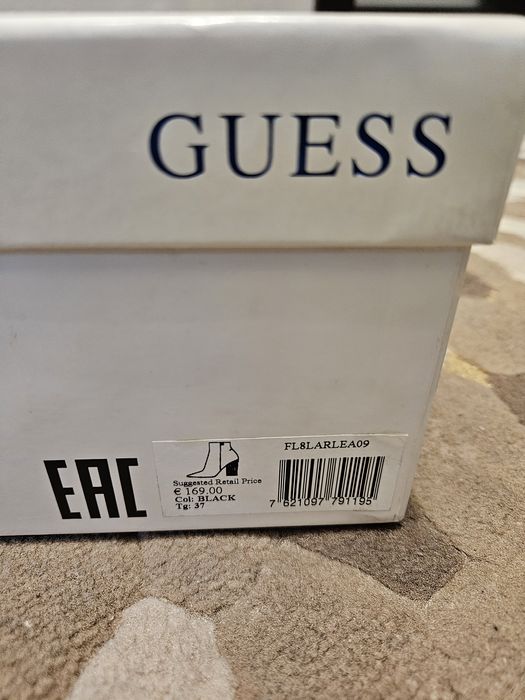 GUESS
EAC
FL8LARLEA09
Suggested Retail Price
€ 169.00
Col: BLACK
Tg: 37
7 621097 791195